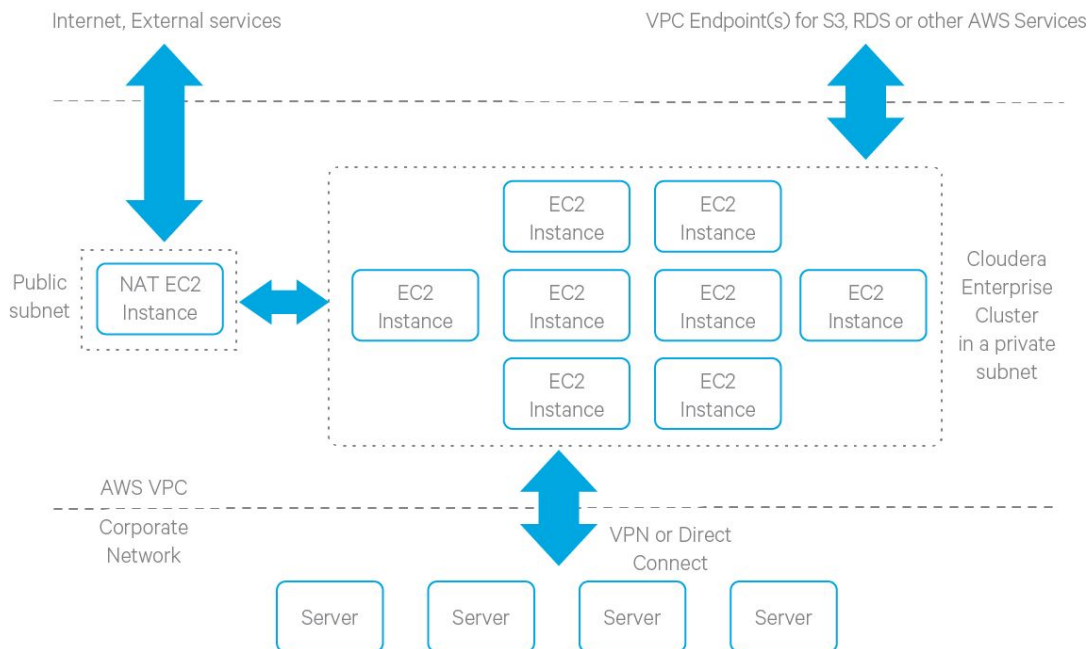 Internet, External services
VPC Endpoint(s) for S3, RDS or other AWS Services
Public
subnet
NAT EC2
Instance
EC2
Instance
EC2
Instance
EC2
Instance
EC2
Instance
EC2
Instance
EC2
Instance
EC2
Instance
EC2
Instance
Cloudera
Enterprise
Cluster
in a private
subnet
AWS VPC
Corporate
Network
VPN or Direct
Connect
Server
Server
Server
Server